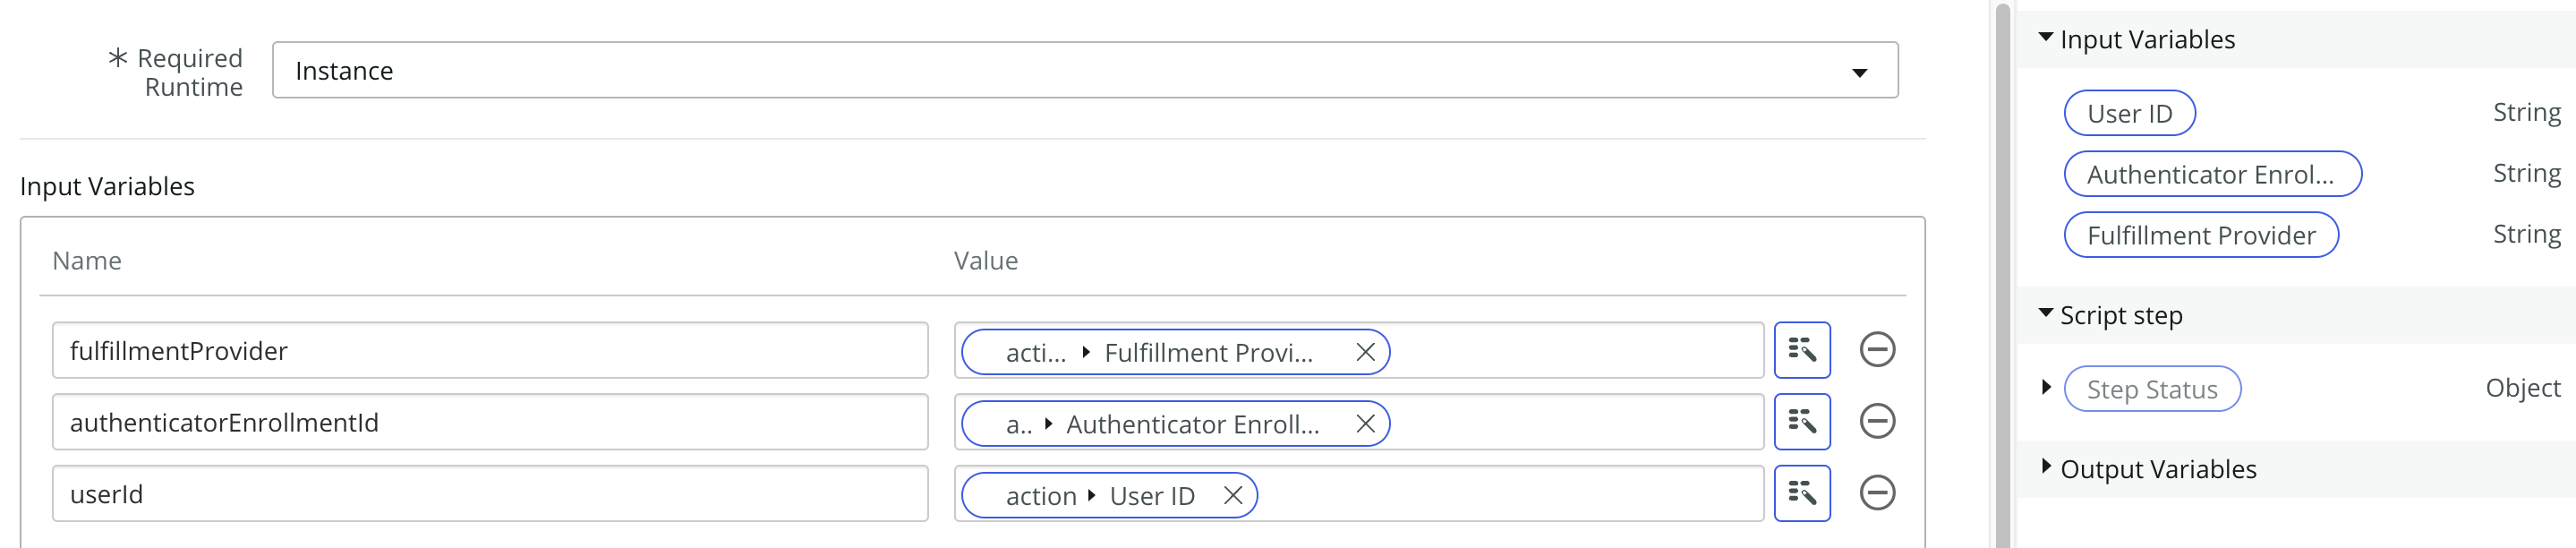 * Required
Runtime
Instance
Input Variables
Name Value
fulfillmentProvider acti... Fulfillment Provi...
authenticatorEnrollmentId a.. Authenticator Enroll...
userId action User ID
Input Variables
User ID String
Authenticator Enrol... String
Fulfillment Provider String
Script step
Step Status Object
Output Variables